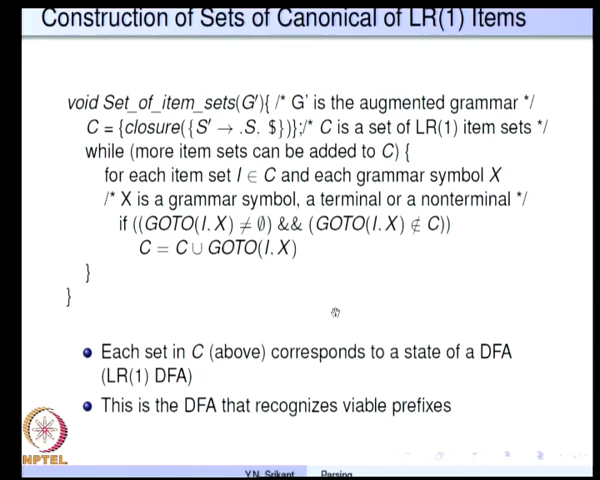 Construction of Sets of Canonical of LR(1) Items
void Set_of_item_sets(G′){ /* G' is the augmented grammar */
C = {closure({S′ → .S, $})};/* C is a set of LR(1) item sets */
while (more item sets can be added to C) {
for each item set I ∈ C and each grammar symbol X
/* X is a grammar symbol, a terminal or a nonterminal */
if ((GOTO(I, X) ≠ ∅) && (GOTO(I, X) ∉ C))
C = C ∪ GOTO(I, X)
}
}
Each set in C (above) corresponds to a state of a DFA
(LR(1) DFA)
This is the DFA that recognizes viable prefixes
NPTEL
Y.N. Srikant Parsing